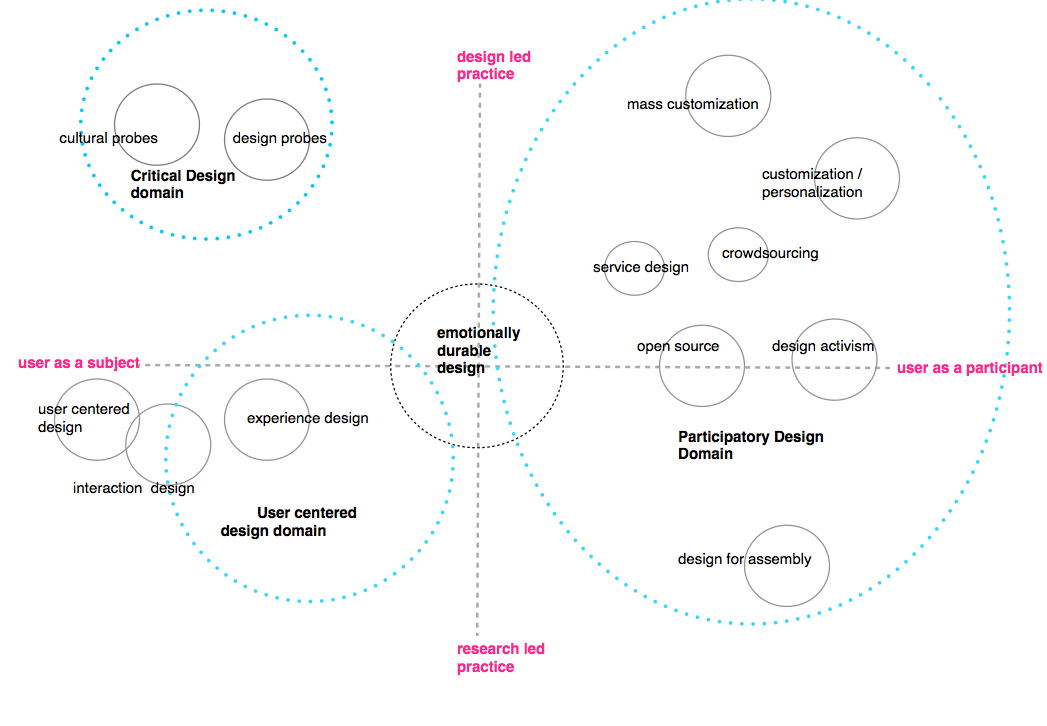 design led
practice
mass customization
cultural probes
design probes
Critical Design
domain
customization /
personalization
crowdsourcing
service design
emotionally
durable
design
open source
design activism
user as a subject
user as a participant
user centered
design
experience design
interaction design
Participatory Design
Domain
User centered
design domain
design for assembly
research led
practice